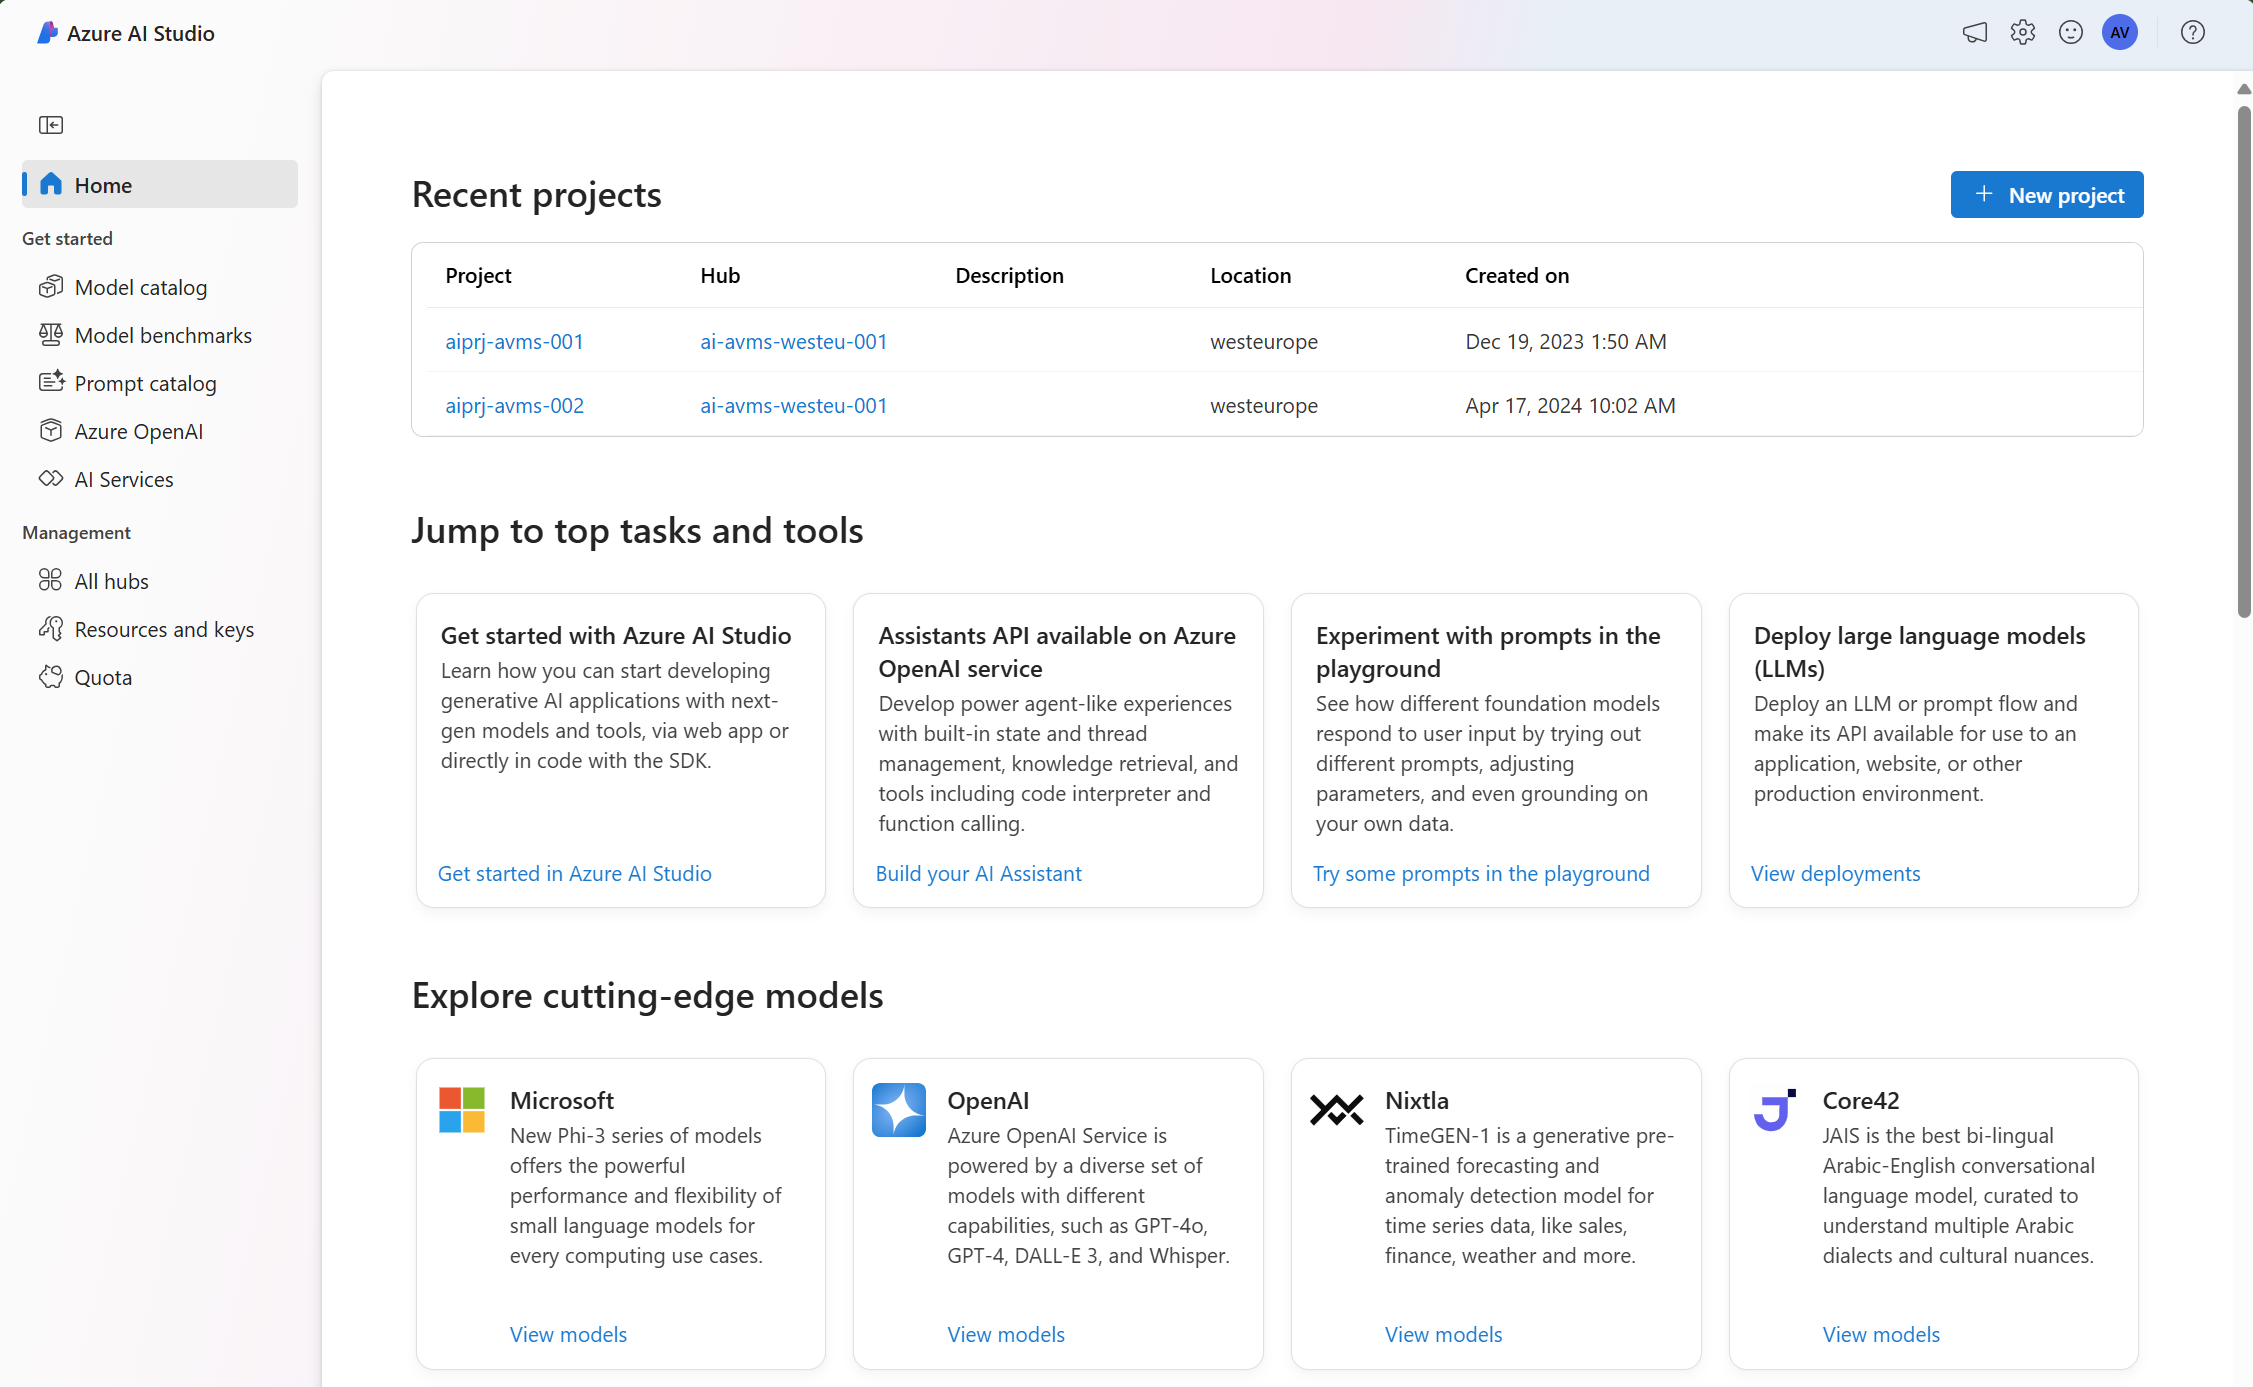 Azure AI Studio
AV
Home
Get started
Model catalog
Model benchmarks
Prompt catalog
Azure OpenAI
AI Services
Management
All hubs
Resources and keys
Quota
Recent projects
New project
Project Hub Description Location Created on
aiprj-avms-001 ai-avms-westeu-001 westeurope Dec 19, 2023 1:50 AM
aiprj-avms-002 ai-avms-westeu-001 westeurope Apr 17, 2024 10:02 AM
Jump to top tasks and tools
Get started with Azure AI Studio
Learn how you can start developing
generative AI applications with next-
gen models and tools, via web app or
directly in code with the SDK.
Get started in Azure AI Studio
Assistants API available on Azure
OpenAI service
Develop power agent-like experiences
with built-in state and thread
management, knowledge retrieval, and
tools including code interpreter and
function calling.
Build your AI Assistant
Experiment with prompts in the
playground
See how different foundation models
respond to user input by trying out
different prompts, adjusting
parameters, and even grounding on
your own data.
Try some prompts in the playground
Deploy large language models
(LLMs)
Deploy an LLM or prompt flow and
make its API available for use to an
application, website, or other
production environment.
View deployments
Explore cutting-edge models
Microsoft
New Phi-3 series of models
offers the powerful
performance and flexibility of
small language models for
every computing use cases.
View models
OpenAI
Azure OpenAI Service is
powered by a diverse set of
models with different
capabilities, such as GPT-4o,
GPT-4, DALL-E 3, and Whisper.
View models
Nixtla
TimeGEN-1 is a generative pre-
trained forecasting and
anomaly detection model for
time series data, like sales,
finance, weather and more.
View models
Core42
JAIS is the best bi-lingual
Arabic-English conversational
language model, curated to
understand multiple Arabic
dialects and cultural nuances.
View models